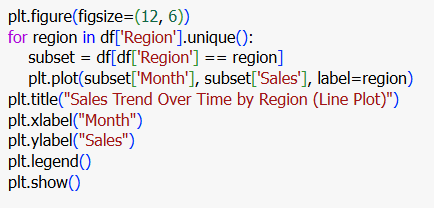 plt.figure(figsize=(12, 6))
for region in df['Region'].unique():
    subset = df[df['Region'] == region]
    plt.plot(subset['Month'], subset['Sales'], label=region)
plt.title("Sales Trend Over Time by Region (Line Plot)")
plt.xlabel("Month")
plt.ylabel("Sales")
plt.legend()
plt.show()